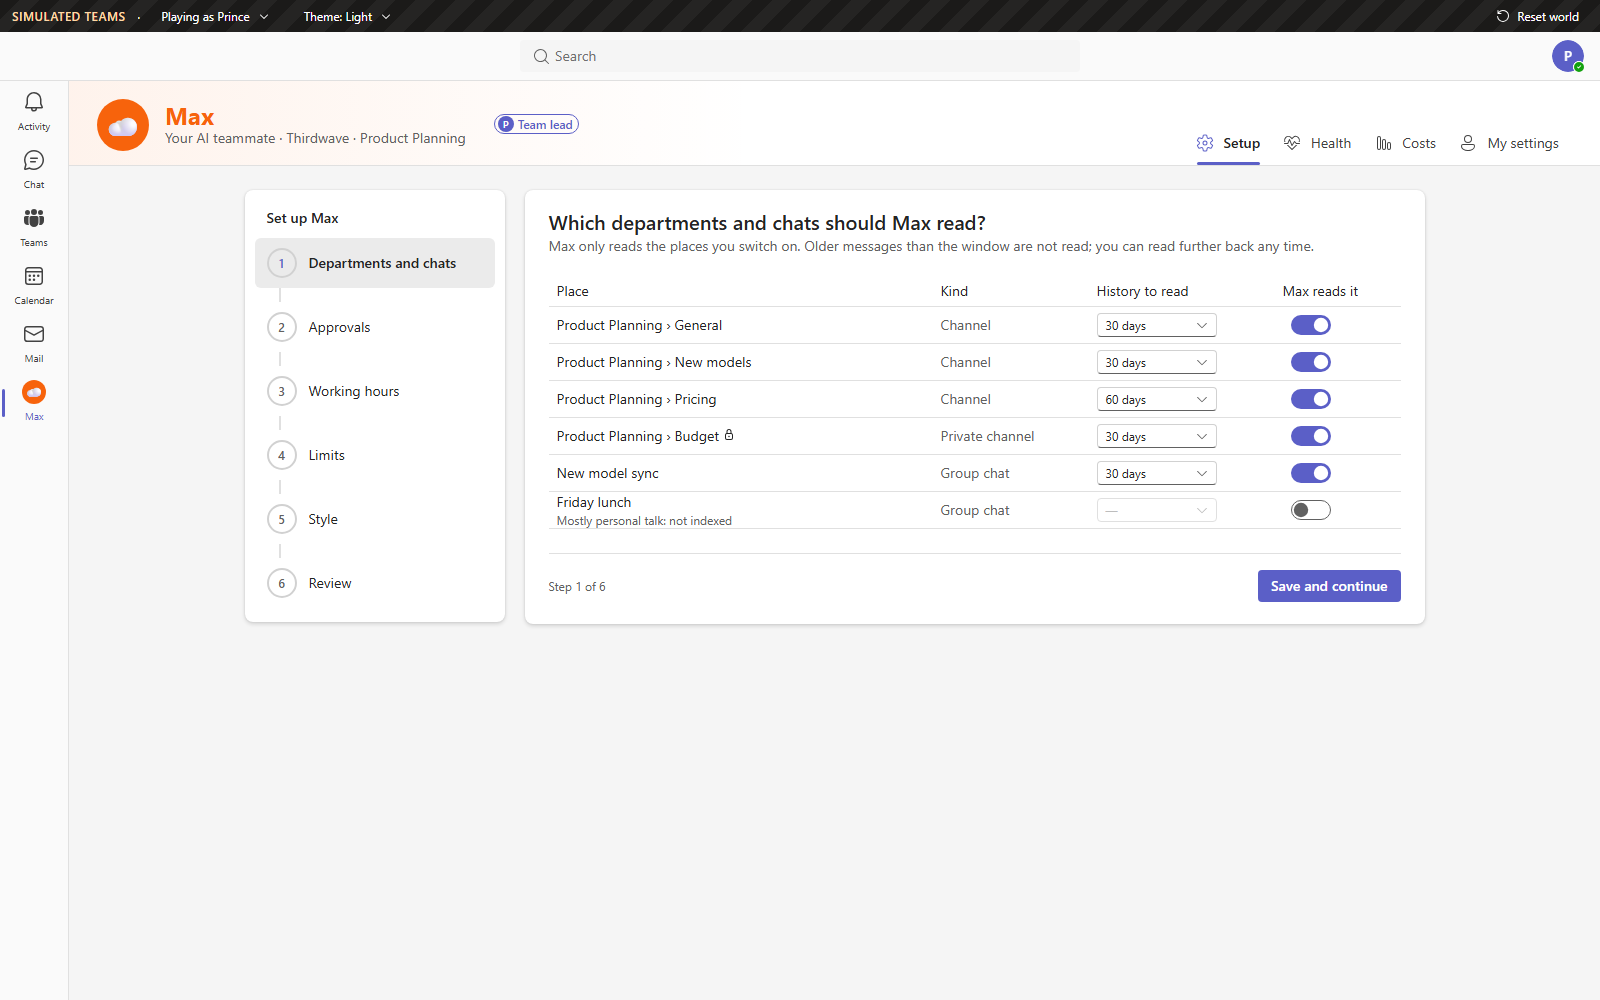 SIMULATED TEAMS · Playing as Prince Theme: Light Reset world
Search
P
Activity
Chat
Teams
Calendar
Mail
Max
Max
Your AI teammate · Thirdwave · Product Planning
P Team lead
Setup Health Costs My settings
Set up Max
1 Departments and chats
2 Approvals
3 Working hours
4 Limits
5 Style
6 Review
Which departments and chats should Max read?
Max only reads the places you switch on. Older messages than the window are not read; you can read further back any time.
Place Kind History to read Max reads it
Product Planning › General Channel 30 days
Product Planning › New models Channel 30 days
Product Planning › Pricing Channel 60 days
Product Planning › Budget Private channel 30 days
New model sync Group chat 30 days
Friday lunch Group chat —
Mostly personal talk: not indexed
Step 1 of 6 Save and continue